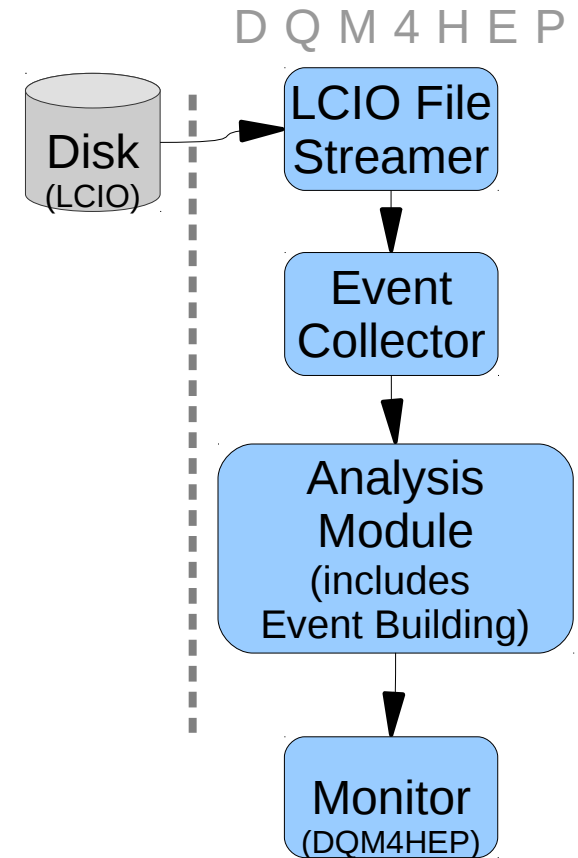 D Q M 4 H E P
Disk
(LCIO)
LCIO File
Streamer
Event
Collector
Analysis
Module
(includes
Event Building)
Monitor
(DQM4HEP)